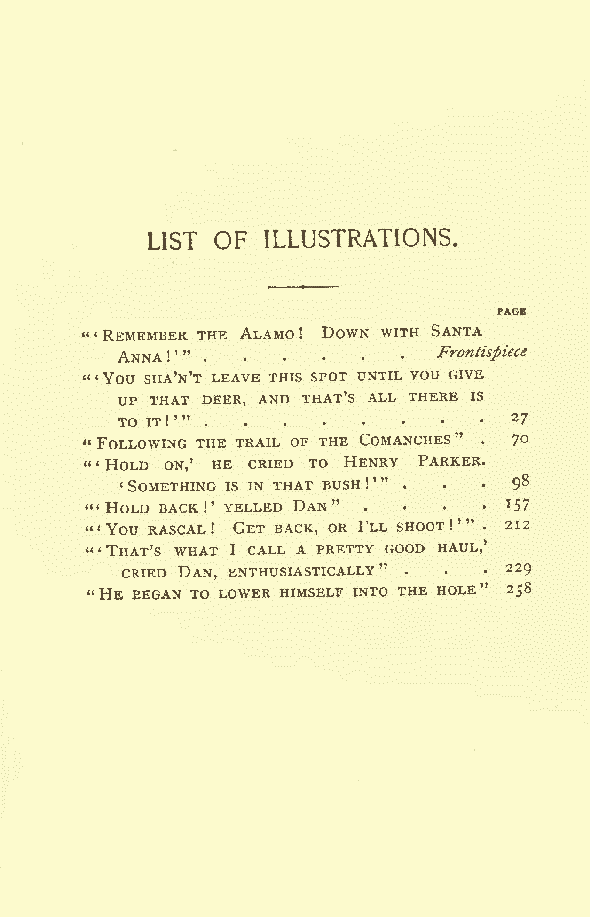 LIST OF ILLUSTRATIONS.
PAGE
"'REMEMBER THE ALAMO! DOWN WITH SANTA
ANNA!'" . . . . . . Frontispiece
"'YOU SHA'N'T LEAVE THIS SPOT UNTIL YOU GIVE
UP THAT DEER, AND THAT'S ALL THERE IS
TO IT!'" . . . . . . . . 27
"FOLLOWING THE TRAIL OF THE COMANCHES" . 70
"'HOLD ON,' HE CRIED TO HENRY PARKER.
'SOMETHING IS IN THAT BUSH!'" . . . 98
"'HOLD BACK!' YELLED DAN" . . . . 157
"'YOU RASCAL! GET BACK, OR I'LL SHOOT!'" . 212
"'THAT'S WHAT I CALL A PRETTY GOOD HAUL,'
CRIED DAN, ENTHUSIASTICALLY" . . . 229
"HE BEGAN TO LOWER HIMSELF INTO THE HOLE" 258